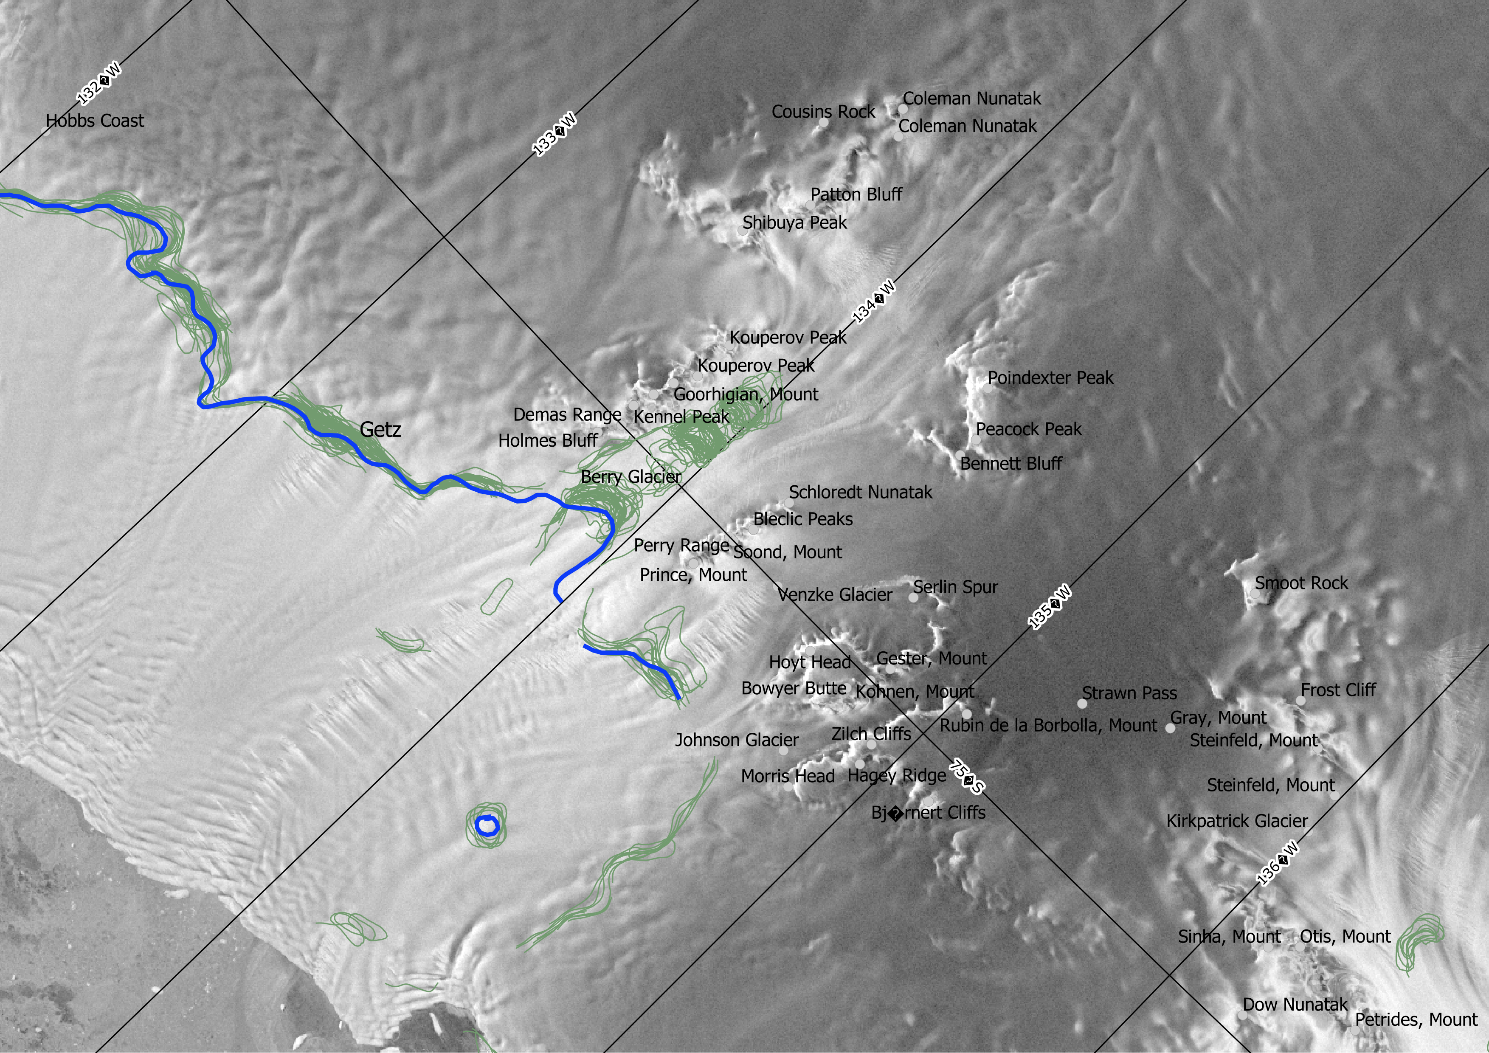 132�W
Hobbs Coast
133�W
Cousins Rock
Coleman Nunatak
Coleman Nunatak
Patton Bluff
Shibuya Peak
134�W
Kouperov Peak
Kouperov Peak
Goorhigian, Mount
Demas Range
Kennel Peak
Holmes Bluff
Getz
Berry Glacier
Poindexter Peak
Peacock Peak
Bennett Bluff
Schloredt Nunatak
Bleclic Peaks
Perry Range
Soond, Mount
Prince, Mount
Venzke Glacier
Serlin Spur
135�W
Smoot Rock
Hoyt Head
Gester, Mount
Bowyer Butte
Kohnen, Mount
Strawn Pass
Frost Cliff
Rubin de la Borbolla, Mount
Gray, Mount
Steinfeld, Mount
Johnson Glacier
Zilch Cliffs
Morris Head
Hagey Ridge
75�S
Steinfeld, Mount
Bj�rnert Cliffs
Kirkpatrick Glacier
136�W
Sinha, Mount
Otis, Mount
Dow Nunatak
Petrides, Mount